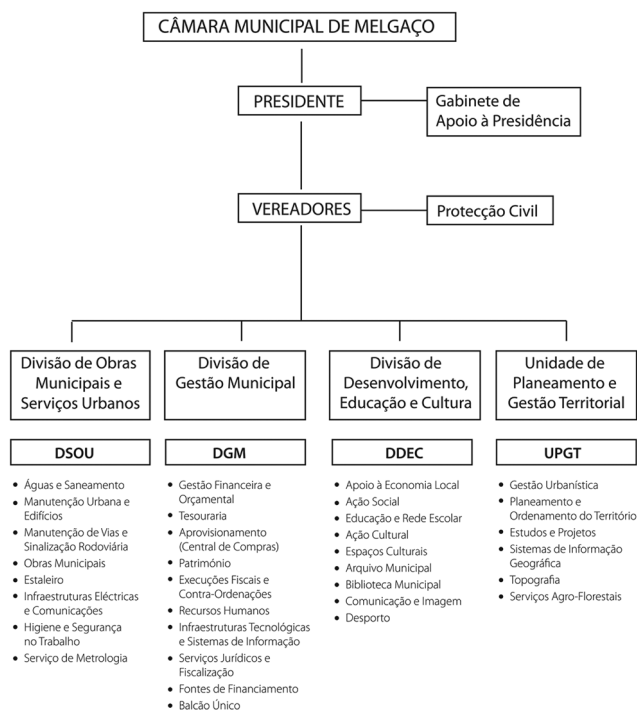 CÂMARA MUNICIPAL DE MELGAÇO
PRESIDENTE
Gabinete de
Apoio à Presidência
VEREADORES
Protecção Civil
Divisão de Obras
Municipais e
Serviços Urbanos
Divisão de
Gestão Municipal
Divisão de
Desenvolvimento,
Educação e Cultura
Unidade de
Planeamento e
Gestão Territorial
DSOU
• Águas e Saneamento
• Manutenção Urbana e
Edifícios
• Manutenção de Vias e
Sinalização Rodoviária
• Obras Municipais
• Estaleiro
• Infraestruturas Eléctricas
e Comunicações
• Higiene e Segurança
no Trabalho
• Serviço de Metrologia
DGM
• Gestão Financeira e
Orçamental
• Tesouraria
• Aprovisionamento
(Central de Compras)
• Património
• Execuções Fiscais e
Contra-Ordenações
• Recursos Humanos
• Infraestruturas Tecnológicas
e Sistemas de Informação
• Serviços Jurídicos e
Fiscalização
• Fontes de Financiamento
• Balcão Único
DDEC
• Apoio à Economia Local
• Ação Social
• Educação e Rede Escolar
• Ação Cultural
• Espaços Culturais
• Arquivo Municipal
• Biblioteca Municipal
• Comunicação e Imagem
• Desporto
UPGT
• Gestão Urbanística
• Planeamento e
Ordenamento do Território
• Estudos e Projetos
• Sistemas de Informação
Geográfica
• Topografia
• Serviços Agro-Florestais